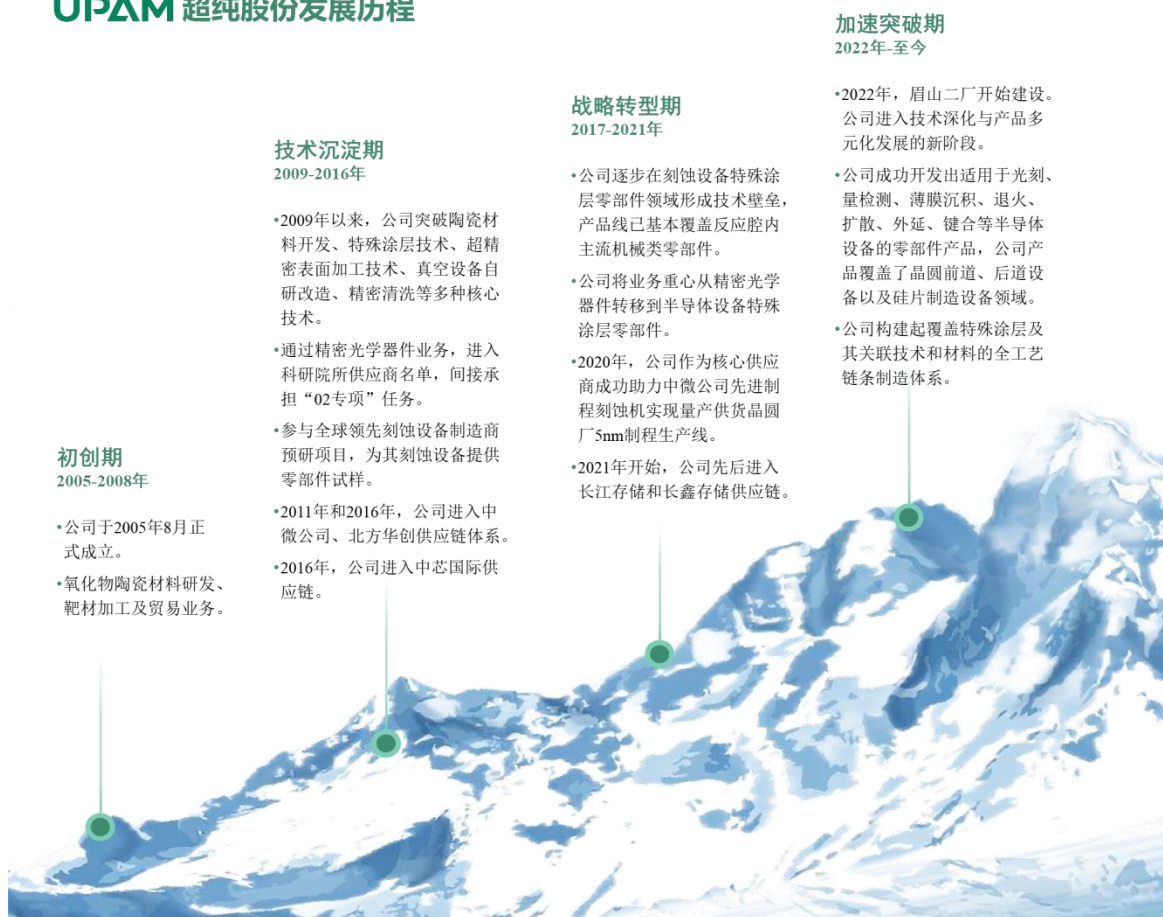 UPAM 超纯股份发展历程
初创期
2005-2008年
•公司于2005年8月正
式成立。
•氧化物陶瓷材料研发、
靶材加工及贸易业务。
技术沉淀期
2009-2016年
•2009年以来，公司突破陶瓷材
料开发、特殊涂层技术、超精
密表面加工技术、真空设备自
研改造、精密清洗等多种核心
技术。
•通过精密光学器件业务，进入
科研院所供应商名单，间接承
担“02专项”任务。
•参与全球领先刻蚀设备制造商
预研项目，为其刻蚀设备提供
零部件试样。
•2011年和2016年，公司进入中
微公司、北方华创供应链体系。
•2016年，公司进入中芯国际供
应链。
战略转型期
2017-2021年
•公司逐步在刻蚀设备特殊涂
层零部件领域形成技术壁垒，
产品线已基本覆盖反应腔内
主流机械类零部件。
•公司将业务重心从精密光学
器件转移到半导体设备特殊
涂层零部件。
•2020年，公司作为核心供应
商成功助力中微公司先进制
程刻蚀机实现量产供货晶圆
厂5nm制程生产线。
•2021年开始，公司先后进入
长江存储和长鑫存储供应链。
加速突破期
2022年-至今
•2022年，眉山二厂开始建设。
公司进入技术深化与产品多
元化发展的新阶段。
•公司成功开发出适用于光刻、
量检测、薄膜沉积、退火、
扩散、外延、键合等半导体
设备的零部件产品，公司产
品覆盖了晶圆前道、后道设
备以及硅片制造设备领域。
•公司构建起覆盖特殊涂层及
其关联技术和材料的全工艺
链条制造体系。